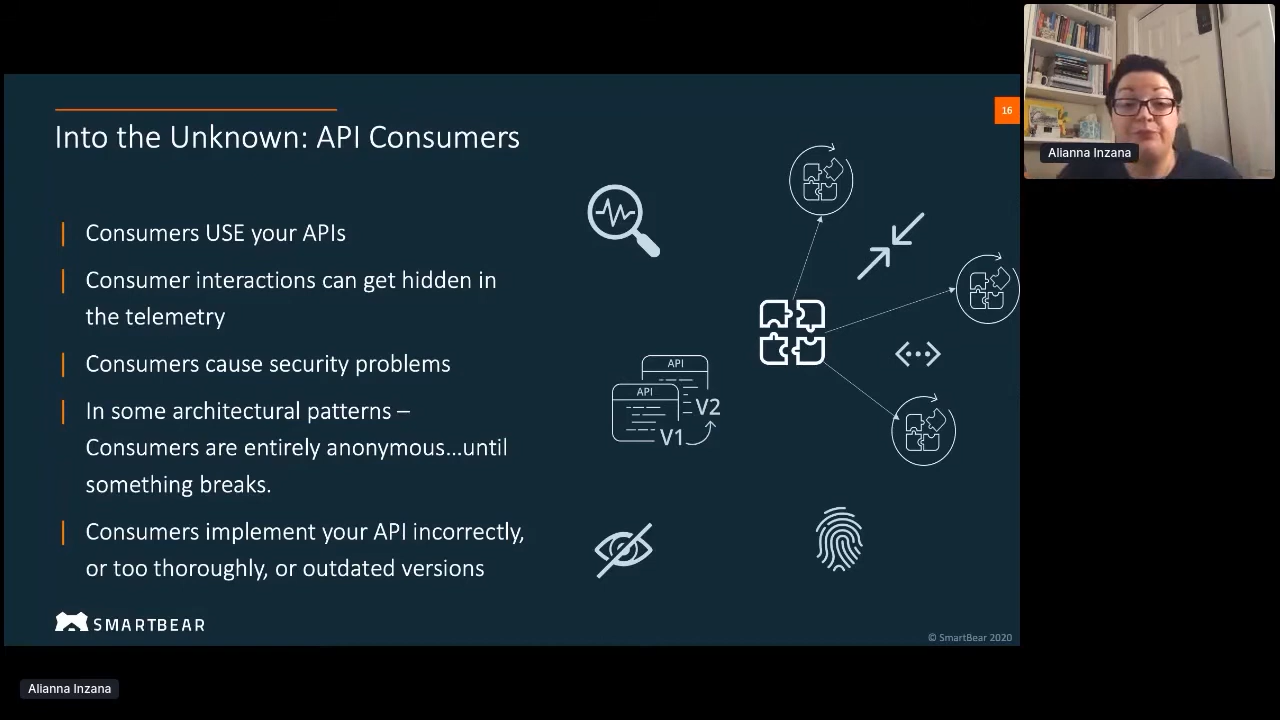 Into the Unknown: API Consumers
16
Alianna Inzana
Consumers USE your APIs
Consumer interactions can get hidden in
the telemetry
Consumers cause security problems
In some architectural patterns –
Consumers are entirely anonymous...until
something breaks.
Consumers implement your API incorrectly,
or too thoroughly, or outdated versions
API
API
V2
V1
SMARTBEAR
© SmartBear 2020
Alianna Inzana